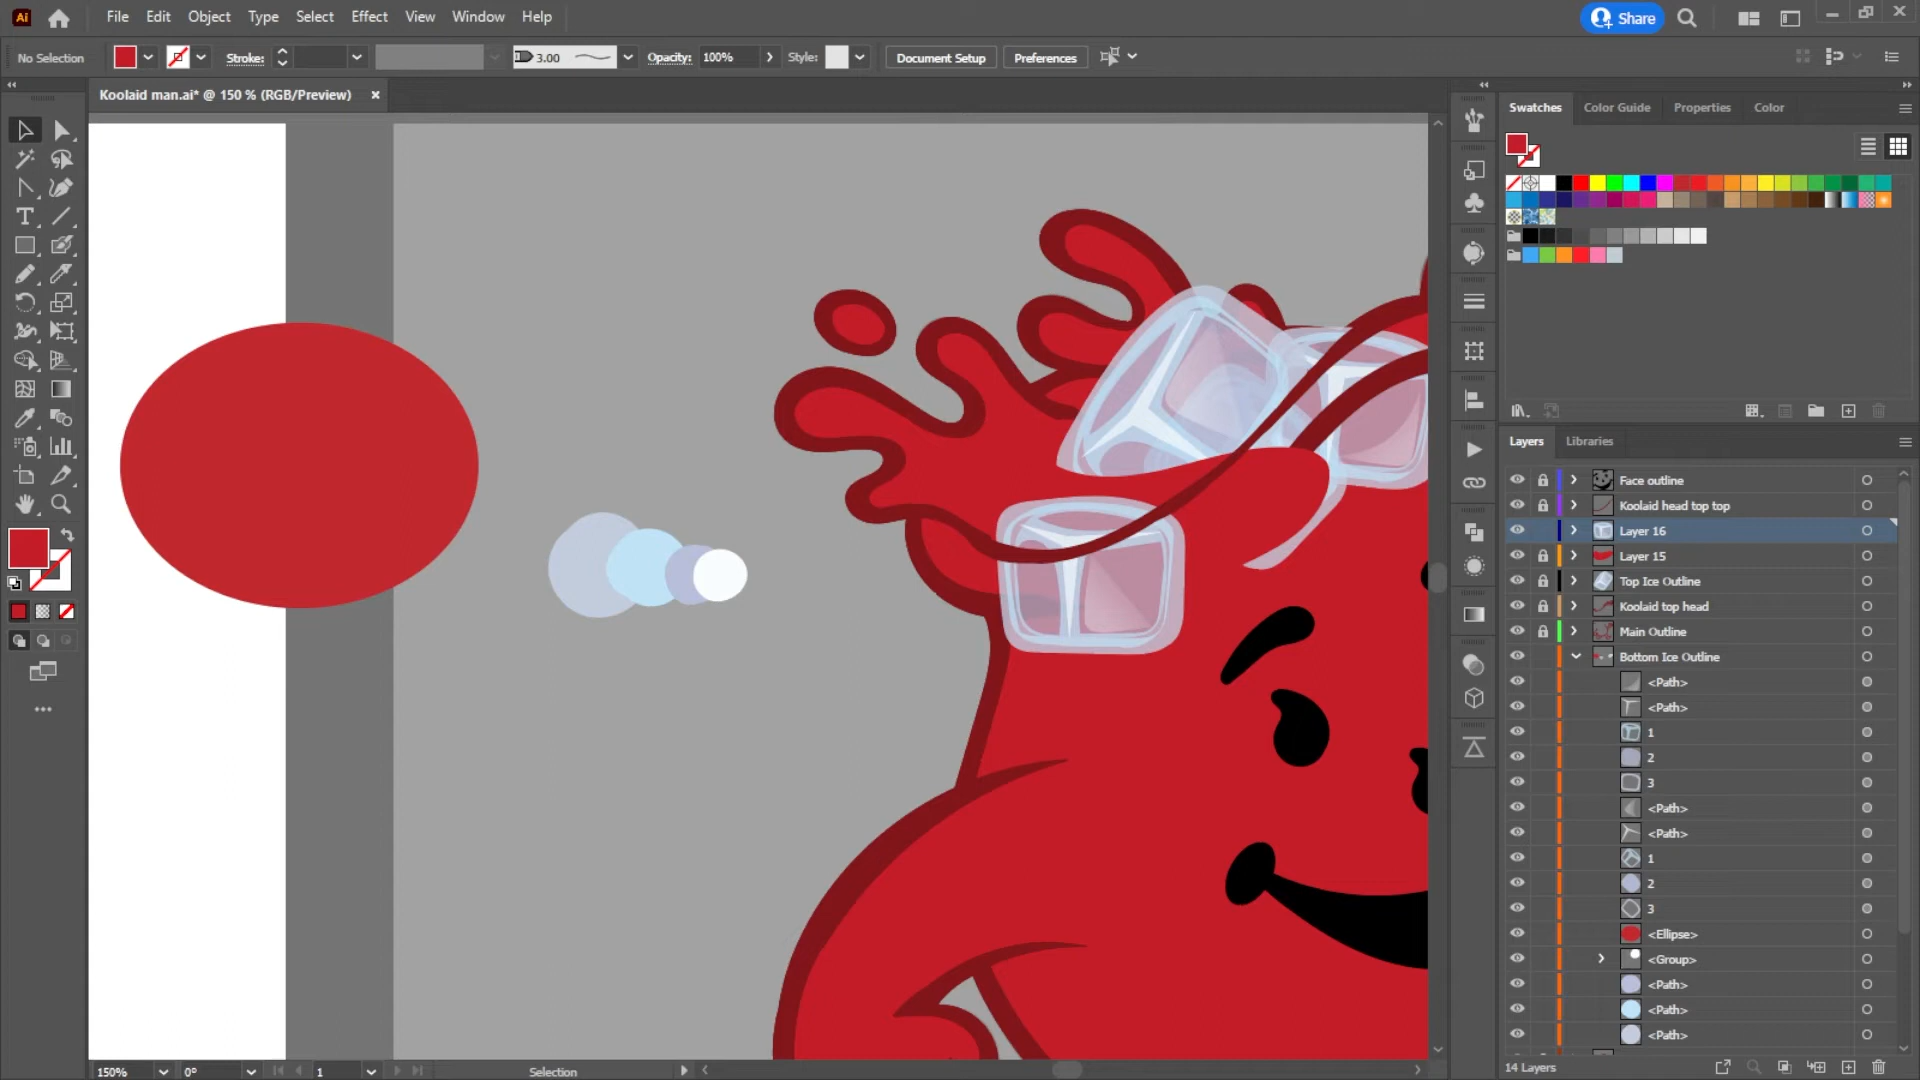 Ai File Edit Object Type Select Effect View Window Help Share
No Selection Stroke: 3.00 Opacity: 100% Style: Document Setup Preferences
Koolaid man.ai* @ 150 % (RGB/Preview)
Swatches Color Guide Properties Color
Layers Libraries
Face outline
Koolaid head top top
Layer 16
Layer 15
Top Ice Outline
Koolaid top head
Main Outline
Bottom Ice Outline
<Path>
<Path>
1
2
3
<Path>
<Path>
1
2
3
<Ellipse>
<Group>
<Path>
<Path>
<Path>
14 Layers
150% 0° 1 Selection